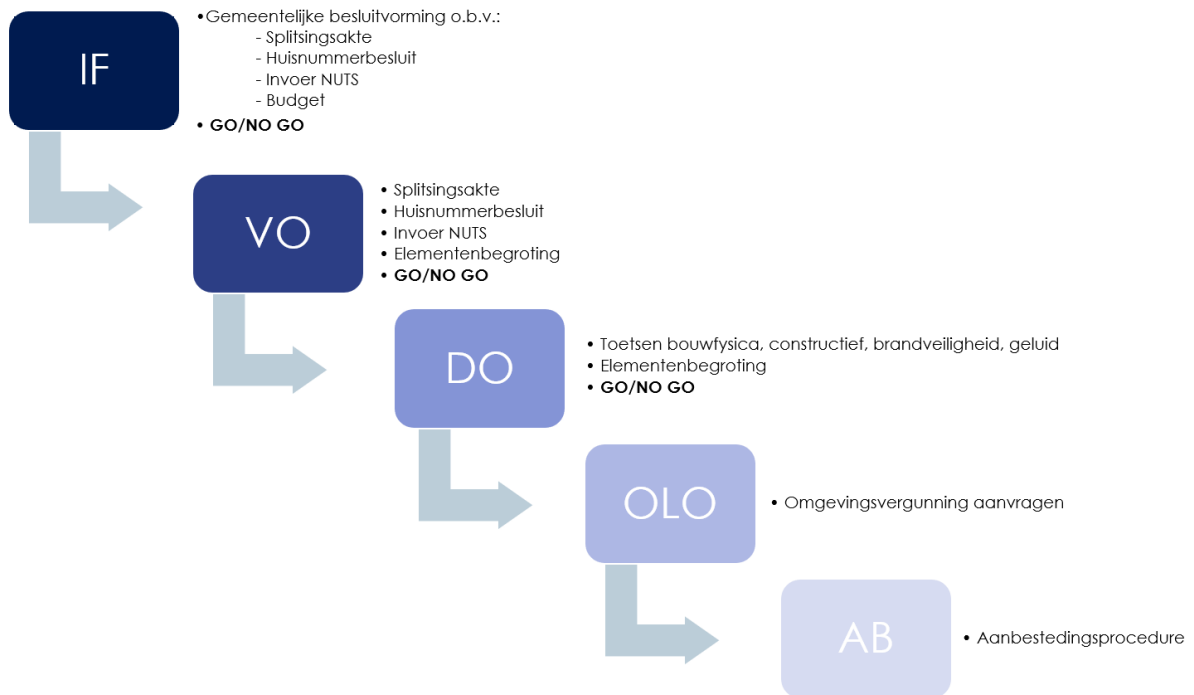 IF
•Gemeentelijke besluitvorming o.b.v.:
- Splitsingsakte
- Huisnummerbesluit
- Invoer NUTS
- Budget
• GO/NO GO
VO
• Splitsingsakte
• Huisnummerbesluit
• Invoer NUTS
• Elementenbegroting
• GO/NO GO
DO
• Toetsen bouwfysica, constructief, brandveiligheid, geluid
• Elementenbegroting
• GO/NO GO
OLO
• Omgevingsvergunning aanvragen
AB
• Aanbestedingsprocedure